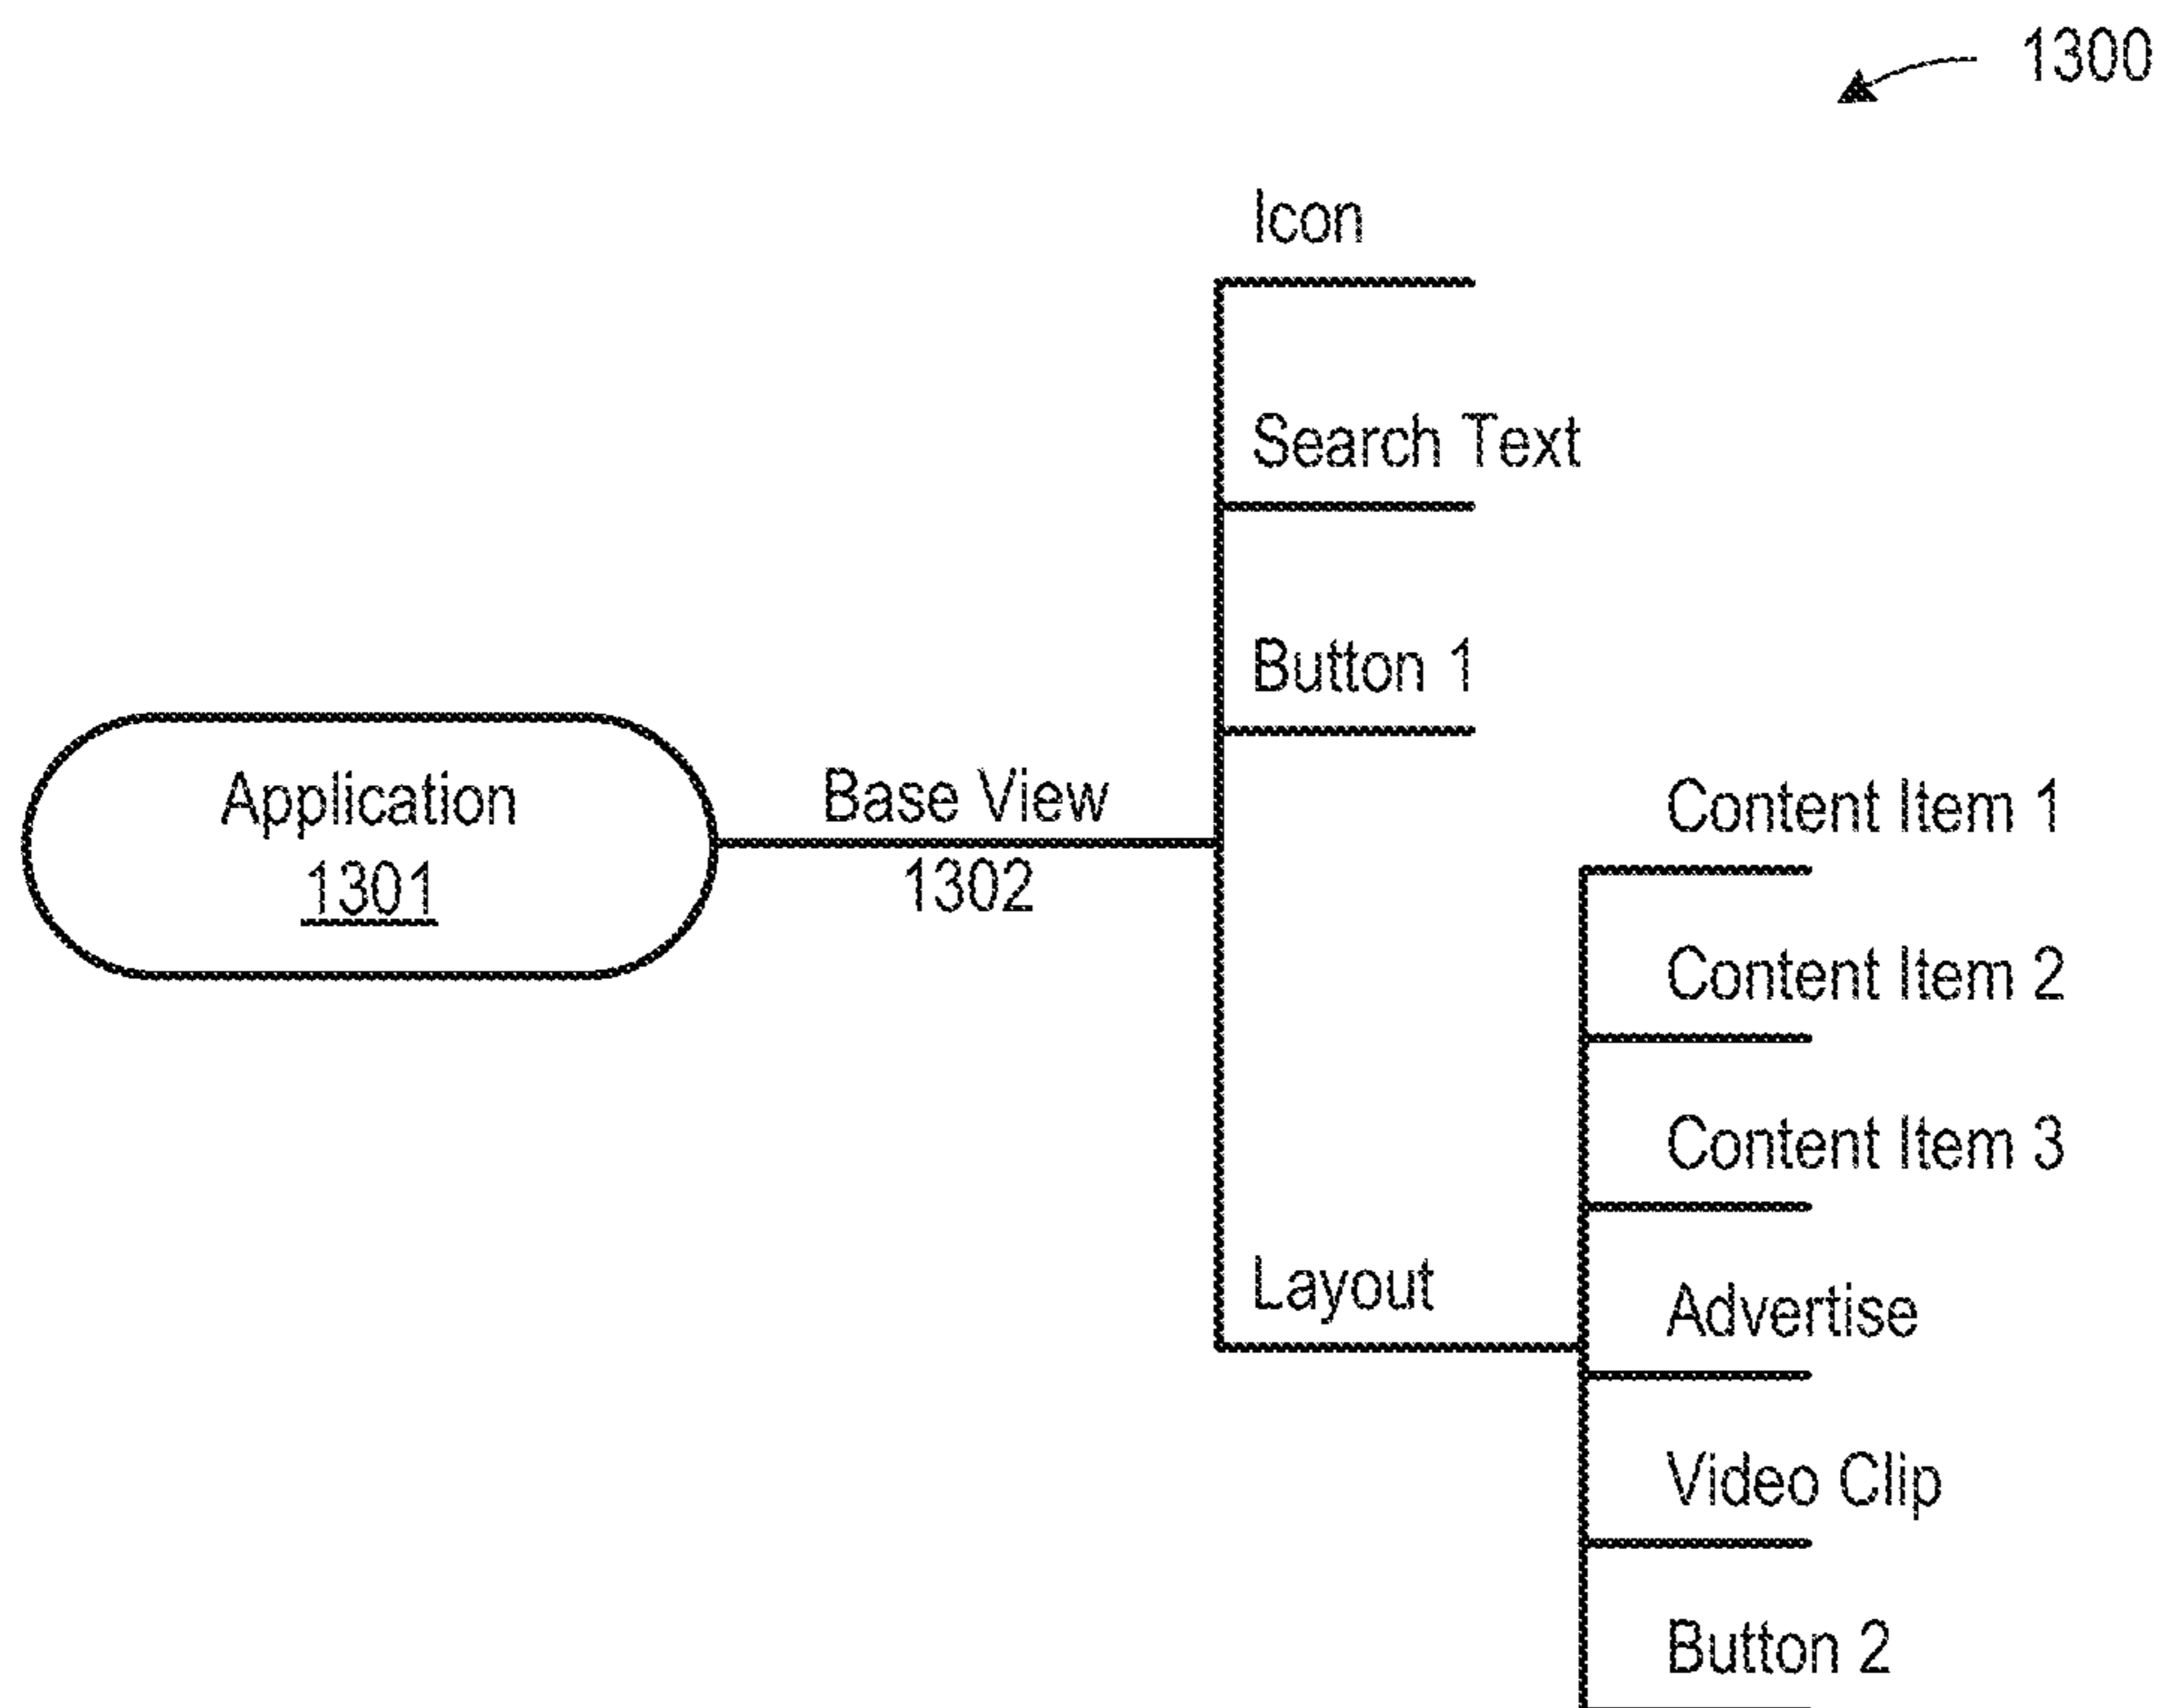 1300
Icon
Search Text
Button 1
Application
1301
Base View
1302
Layout
Content Item 1
Content Item 2
Content Item 3
Advertise
Video Clip
Button 2